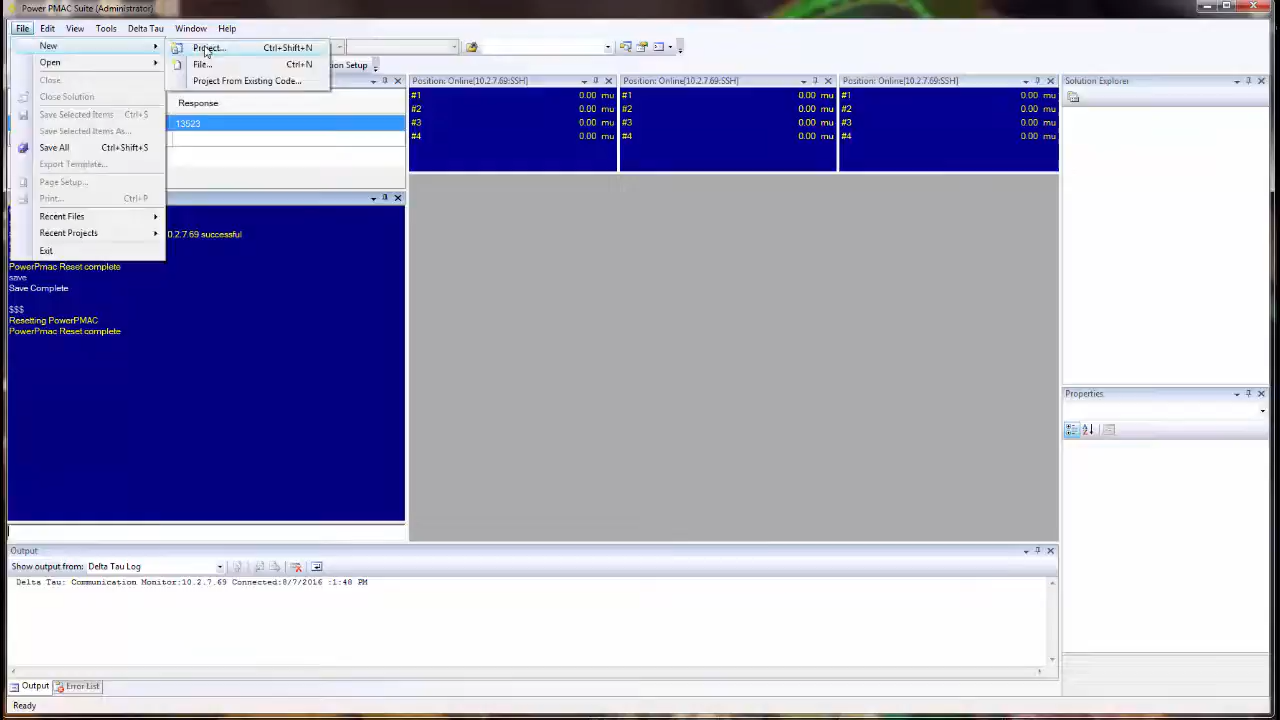 Power PMAC Suite (Administrator)
File Edit View Tools Delta Tau Window Help
New
Open
Close
Close Solution
Save Selected Items Ctrl+S
Save Selected Items As...
Save All Ctrl+Shift+S
Export Template...
Page Setup...
Print... Ctrl+P
Recent Files
Recent Projects
Exit
Project... Ctrl+Shift+N
File... Ctrl+N
Project From Existing Code...
on Setup
Response
13523
Position: Online[10.2.7.69:SSH]
#1 0.00 mu
#2 0.00 mu
#3 0.00 mu
#4 0.00 mu
Position: Online[10.2.7.69:SSH]
#1 0.00 mu
#2 0.00 mu
#3 0.00 mu
#4 0.00 mu
Position: Online[10.2.7.69:SSH]
#1 0.00 mu
#2 0.00 mu
#3 0.00 mu
#4 0.00 mu
Solution Explorer
0.2.7.69 successful
PowerPmac Reset complete
save
Save Complete
$$$
Resetting PowerPMAC
PowerPmac Reset complete
Properties
Output
Show output from: Delta Tau Log
Delta Tau: Communication Monitor:10.2.7.69 Connected:8/7/2016 :1:48 PM
Output Error List
Ready